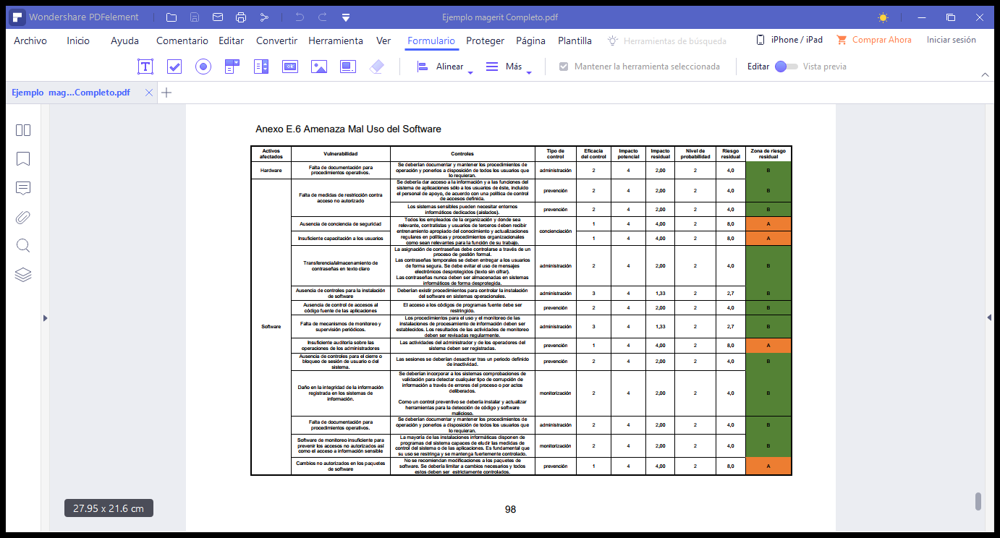 Wondershare PDFelement
Ejemplo magerit Completo.pdf
Archivo Inicio Ayuda Comentario Editar Convertir Herramienta Ver Formulario Proteger Página Plantilla Herramientas de búsqueda iPhone / iPad Comprar Ahora Iniciar sesión
T ok Alinear Más Mantener la herramienta seleccionada Editar Vista previa
Ejemplo mag...Completo.pdf
Anexo E.6 Amenaza Mal Uso del Software
Activos afectados Vulnerabilidad Controles Tipo de control Eficacia del control Impacto potencial Impacto residual Nivel de probabilidad Riesgo residual Zona de riesgo residual
Hardware
Falta de documentación para
procedimientos operativos.
Se deberían documentar y mantener los procedimientos de
operación y ponerlos a disposición de todos los usuarios que
lo requieran.
administración 2 4 2,00 2 4,0 B
Software
Falta de medidas de restricción contra
acceso no autorizado
Se debería dar acceso a la información y a las funciones del
sistema de aplicaciones sólo a los usuarios de éste, incluido
el personal de apoyo, de acuerdo con una política de control
de accesos definida.
prevención 2 4 2,00 2 4,0 B
Los sistemas sensibles pueden necesitar entornos
informáticos dedicados (aislados).
prevención 2 4 2,00 2 4,0 B
Ausencia de conciencia de seguridad
Todos los empleados de la organización y donde sea
relevante, contratistas y usuarios de terceros deben recibir
entrenamiento apropiado del conocimiento y actualizaciones
regulares en políticas y procedimientos organizacionales
como sean relevantes para la función de su trabajo.
concienciación
1 4 4,00 2 8,0 A
Insuficiente capacitación a los usuarios
1 4 4,00 2 8,0 A
Transferencia/almacenamiento de
contraseñas en texto claro
La asignación de contraseñas debe controlarse a través de un
proceso de gestión formal.
Las contraseñas temporales se deben entregar a los usuarios
de forma segura. Se debe evitar el uso de mensajes
electrónicos desprotegidos (texto sin cifrar).
Las contraseñas nunca deben ser almacenadas en sistemas
informáticos de forma desprotegida.
administración 2 4 2,00 2 4,0 B
Ausencia de controles para la instalación
de software
Deberían existir procedimientos para controlar la instalación
del software en sistemas operacionales.
administración 3 4 1,33 2 2,7 B
Ausencia de control de accesos al
código fuente de las aplicaciones
El acceso a los códigos de programas fuente debe ser
restringido.
prevención 2 4 2,00 2 4,0 B
Falta de mecanismos de monitoreo y
supervisión periódicos.
Los procedimientos para el uso y el monitoreo de las
instalaciones de procesamiento de información deben ser
establecidos. Los resultados de las actividades de monitoreo
deben ser revisadas regularmente.
administración 3 4 1,33 2 2,7 B
Insuficiente auditoría sobre las
operaciones de los administradores
Las actividades del administrador y de los operadores del
sistema deben ser registradas.
prevención 1 4 4,00 2 8,0 A
Ausencia de controles para el cierre o
bloqueo de sesión de usuario o del
sistema.
Las sesiones se deberían desactivar tras un período definido
de inactividad.
prevención 2 4 2,00 2 4,0 B
Daño en la integridad de la información
registrada en los sistemas de
información.
Se deberían incorporar a los sistemas comprobaciones de
validación para detectar cualquier tipo de corrupción de
información a través de errores del proceso o por actos
deliberados.
Como un control preventivo se debería instalar y actualizar
herramientas para la detección de código y software
malicioso.
monitorización 2 4 2,00 2 4,0 B
Falta de documentación para
procedimientos operativos.
Se deberían documentar y mantener los procedimientos de
operación y ponerlos a disposición de todos los usuarios que
lo requieran.
administración 2 4 2,00 2 4,0 B
Software de monitoreo insuficiente para
prevenir los accesos no autorizados así
como el acceso a información sensible
La mayoría de las instalaciones informáticas disponen de
programas del sistema capaces de eludir las medidas de
control del sistema o de las aplicaciones. Es fundamental que
su uso se restringa y se mantenga fuertemente controlado.
monitorización 2 4 2,00 2 4,0 B
Cambios no autorizados en los paquetes
de software
No se recomiendan modificaciones a los paquetes de
software. Se debería limitar a cambios necesarios y todos
estos deben ser estrictamente controlados.
prevención 1 4 4,00 2 8,0 A
27.95 x 21.6 cm
98